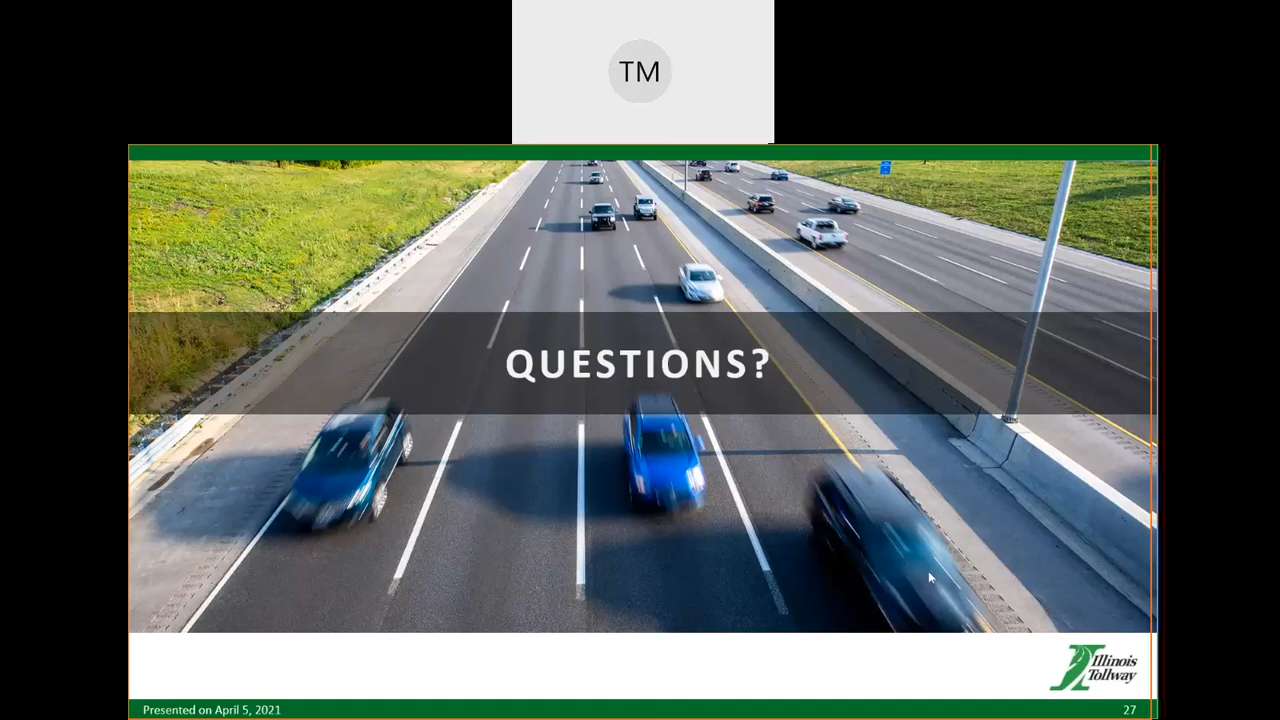 TM
QUESTIONS?
Illinois
Tollway
Presented on April 5, 2021
27